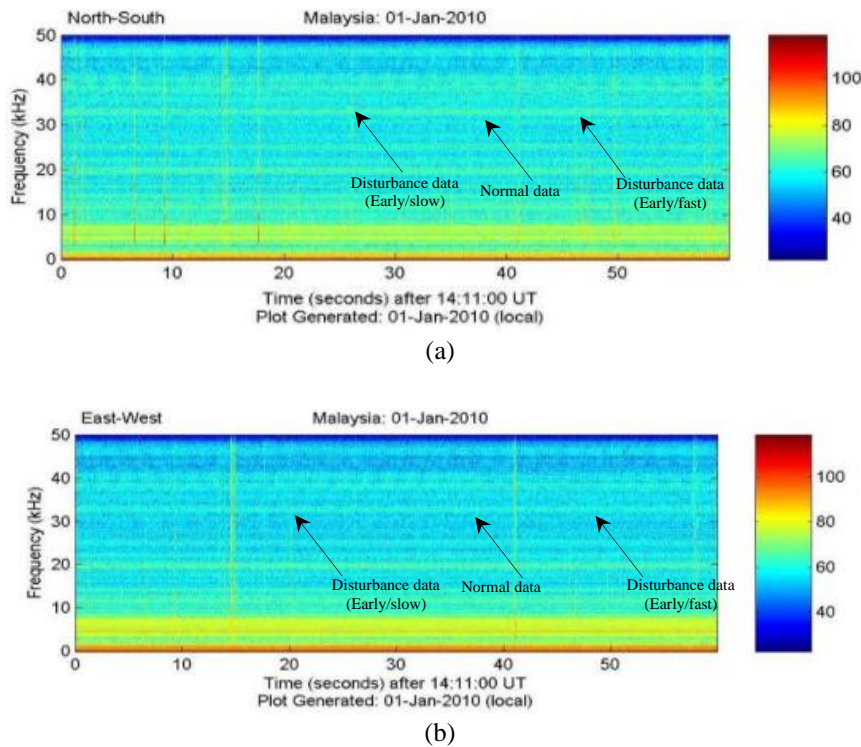 North-South Malaysia: 01-Jan-2010
50
40
30
20
10
0
Frequency (kHz)
Disturbance data
(Early/slow)
Normal data
Disturbance data
(Early/fast)
0 10 20 30 40 50
Time (seconds) after 14:11:00 UT
Plot Generated: 01-Jan-2010 (local)
100
80
60
40
(a)
East-West Malaysia: 01-Jan-2010
50
40
30
20
10
0
Frequency (kHz)
Disturbance data
(Early/slow)
Normal data
Disturbance data
(Early/fast)
0 10 20 30 40 50
Time (seconds) after 14:11:00 UT
Plot Generated: 01-Jan-2010 (local)
100
80
60
40
(b)